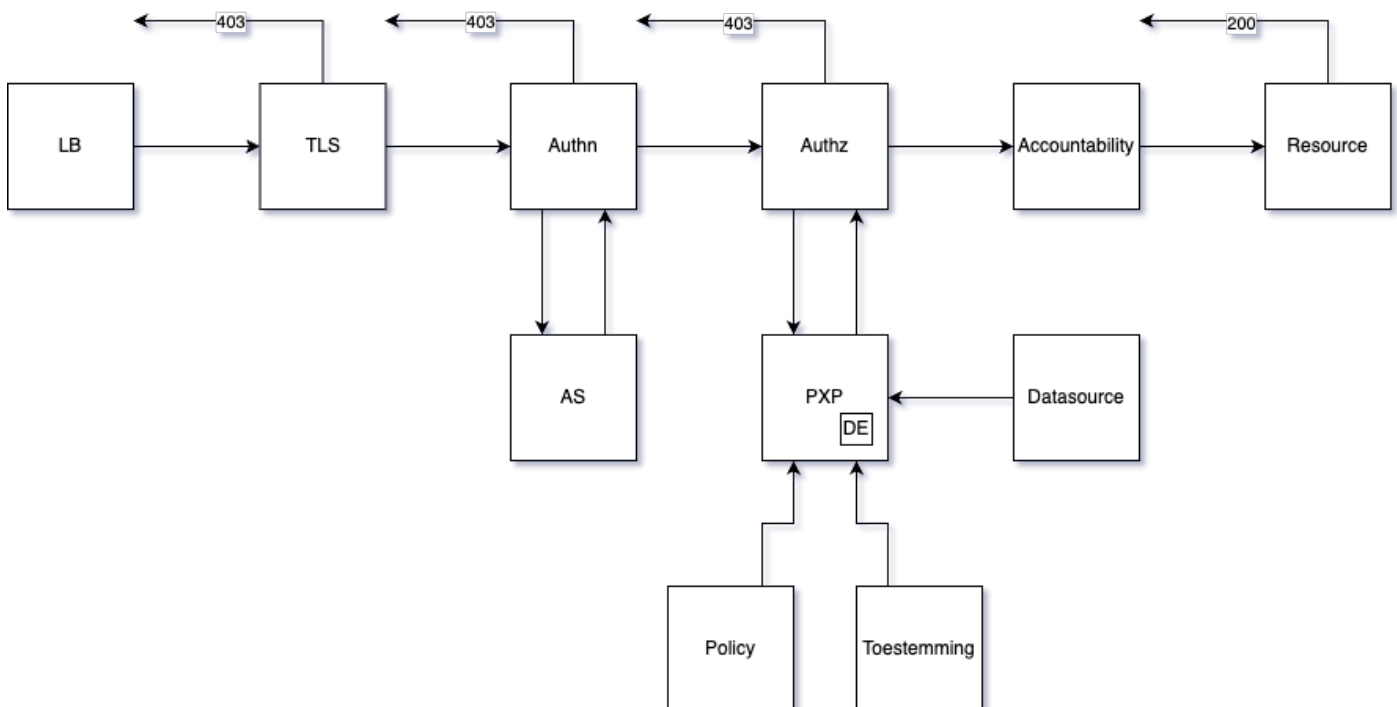 403
403
403
200
LB
TLS
Authn
Authz
Accountability
Resource
AS
PXP
DE
Datasource
Policy
Toestemming